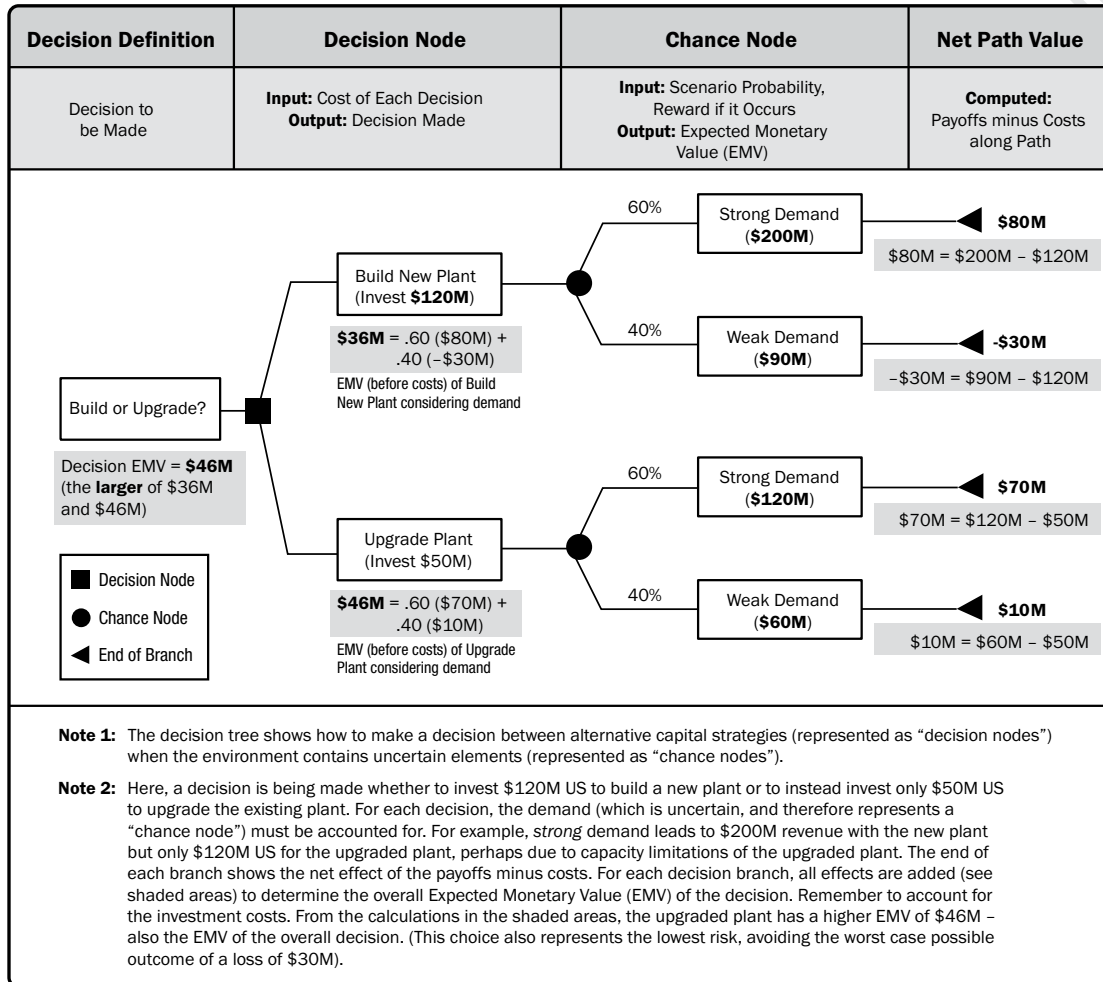 Decision Definition
Decision Node
Chance Node
Net Path Value
Decision to
be Made
Input: Cost of Each Decision
Output: Decision Made
Input: Scenario Probability,
Reward if it Occurs
Output: Expected Monetary
Value (EMV)
Computed:
Payoffs minus Costs
along Path
Build or Upgrade?
Decision EMV = $46M
(the larger of $36M
and $46M)
Build New Plant
(Invest $120M)
$36M = .60 ($80M) +
.40 (–$30M)
EMV (before costs) of Build
New Plant considering demand
60%
Strong Demand
($200M)
$80M
$80M = $200M – $120M
40%
Weak Demand
($90M)
-$30M
–$30M = $90M – $120M
Upgrade Plant
(Invest $50M)
$46M = .60 ($70M) +
.40 ($10M)
EMV (before costs) of Upgrade
Plant considering demand
60%
Strong Demand
($120M)
$70M
$70M = $120M – $50M
40%
Weak Demand
($60M)
$10M
$10M = $60M – $50M
Decision Node
Chance Node
End of Branch
Note 1: The decision tree shows how to make a decision between alternative capital strategies (represented as “decision nodes”)
when the environment contains uncertain elements (represented as “chance nodes”).
Note 2: Here, a decision is being made whether to invest $120M US to build a new plant or to instead invest only $50M US
to upgrade the existing plant. For each decision, the demand (which is uncertain, and therefore represents a
“chance node”) must be accounted for. For example, strong demand leads to $200M revenue with the new plant
but only $120M US for the upgraded plant, perhaps due to capacity limitations of the upgraded plant. The end of
each branch shows the net effect of the payoffs minus costs. For each decision branch, all effects are added (see
shaded areas) to determine the overall Expected Monetary Value (EMV) of the decision. Remember to account for
the investment costs. From the calculations in the shaded areas, the upgraded plant has a higher EMV of $46M –
also the EMV of the overall decision. (This choice also represents the lowest risk, avoiding the worst case possible
outcome of a loss of $30M).